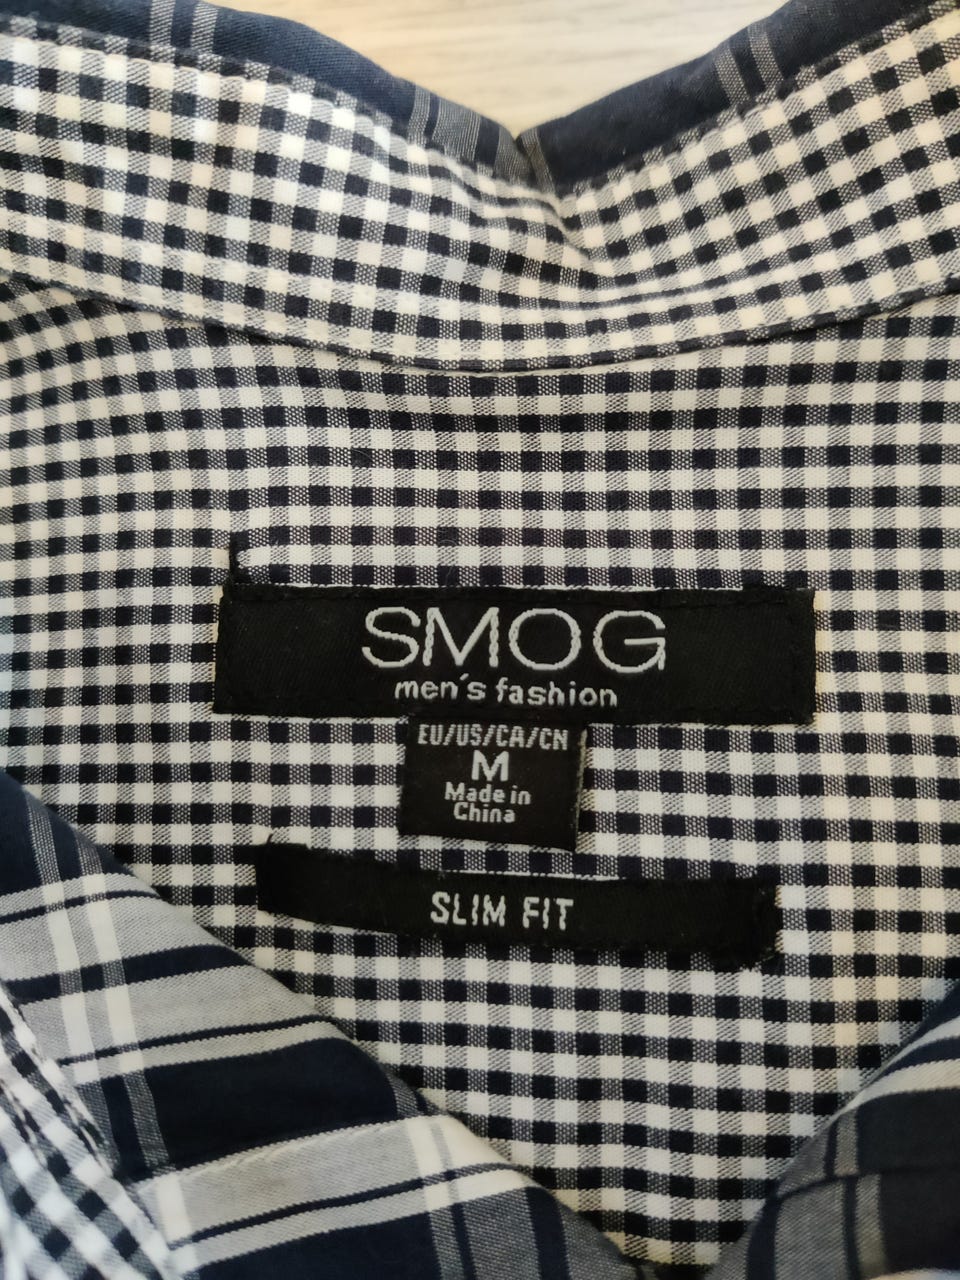 SMOG
men's fashion
EU/US/CA/CN
M
Made in
China
SLIM FIT